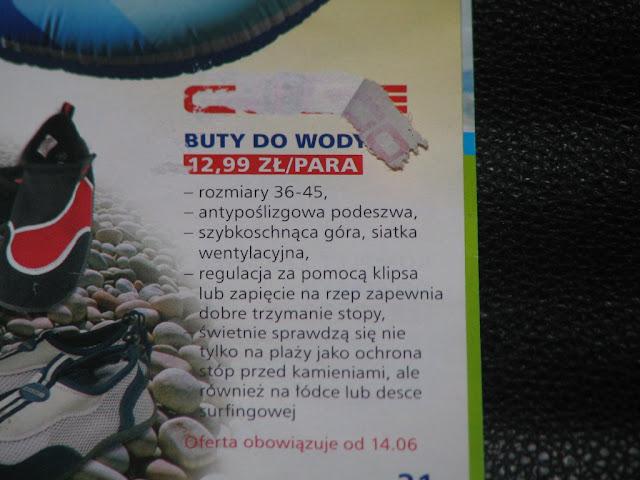 BUTY DO WODY
12,99 ZŁ/PARA
– rozmiary 36-45,
– antypoślizgowa podeszwa,
– szybkoschnąca góra, siatka
wentylacyjna,
– regulacja za pomocą klipsa
lub zapięcie na rzep zapewnia
dobre trzymanie stopy,
świetnie sprawdzą się nie
tylko na plaży jako ochrona
stóp przed kamieniami, ale
również na łódce lub desce
surfingowej
Oferta obowiązuje od 14.06